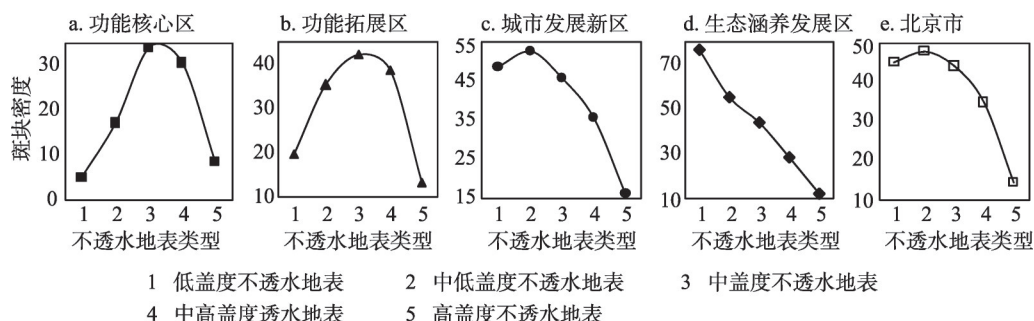 a. 功能核心区
b. 功能拓展区
c. 城市发展新区
d. 生态涵养发展区
e. 北京市
斑块密度
30
20
10
0
40
30
20
10
55
45
35
25
15
70
50
30
10
50
40
30
20
10
1 2 3 4 5
1 2 3 4 5
1 2 3 4 5
1 2 3 4 5
1 2 3 4 5
不透水地表类型
不透水地表类型
不透水地表类型
不透水地表类型
不透水地表类型
1 低盖度不透水地表 2 中低盖度不透水地表 3 中盖度不透水地表
4 中高盖度透水地表 5 高盖度不透水地表